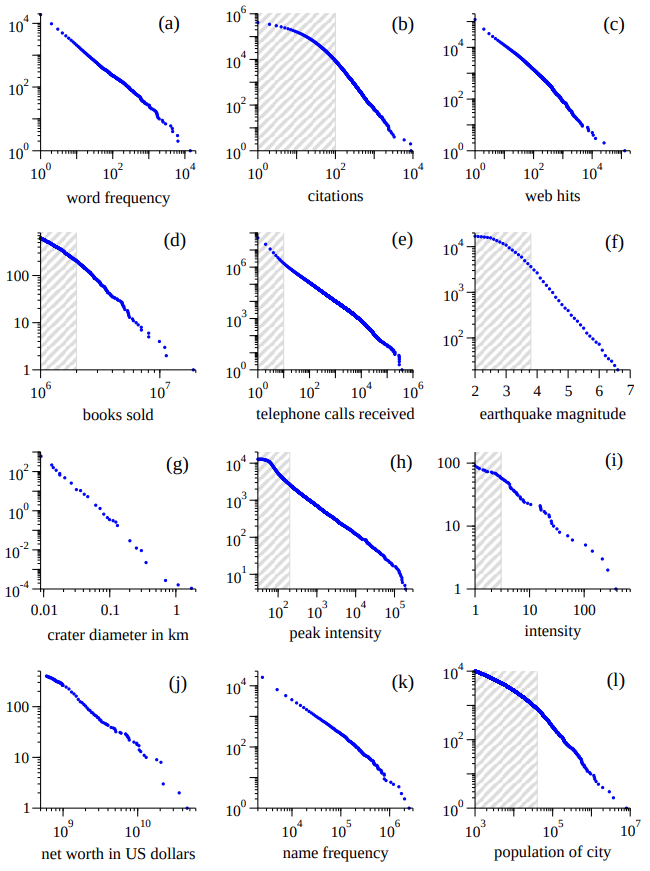 (a) (b) (c)
10^4 10^2 10^0
10^0 10^2 10^4
word frequency
10^6 10^4 10^2 10^0
10^0 10^2 10^4
citations
10^4 10^2 10^0
10^0 10^2 10^4
web hits
(d) (e) (f)
100 10 1
10^6 10^7
books sold
10^6 10^3 10^0
10^0 10^2 10^4 10^6
telephone calls received
10^4 10^3 10^2
2 3 4 5 6 7
earthquake magnitude
(g) (h) (i)
10^2 10^0 10^-2 10^-4
0.01 0.1 1
crater diameter in km
10^4 10^3 10^2 10^1
10^2 10^3 10^4 10^5
peak intensity
100 10 1
1 10 100
intensity
(j) (k) (l)
100 10 1
10^9 10^10
net worth in US dollars
10^4 10^2 10^0
10^4 10^5 10^6
name frequency
10^4 10^2 10^0
10^3 10^5 10^7
population of city